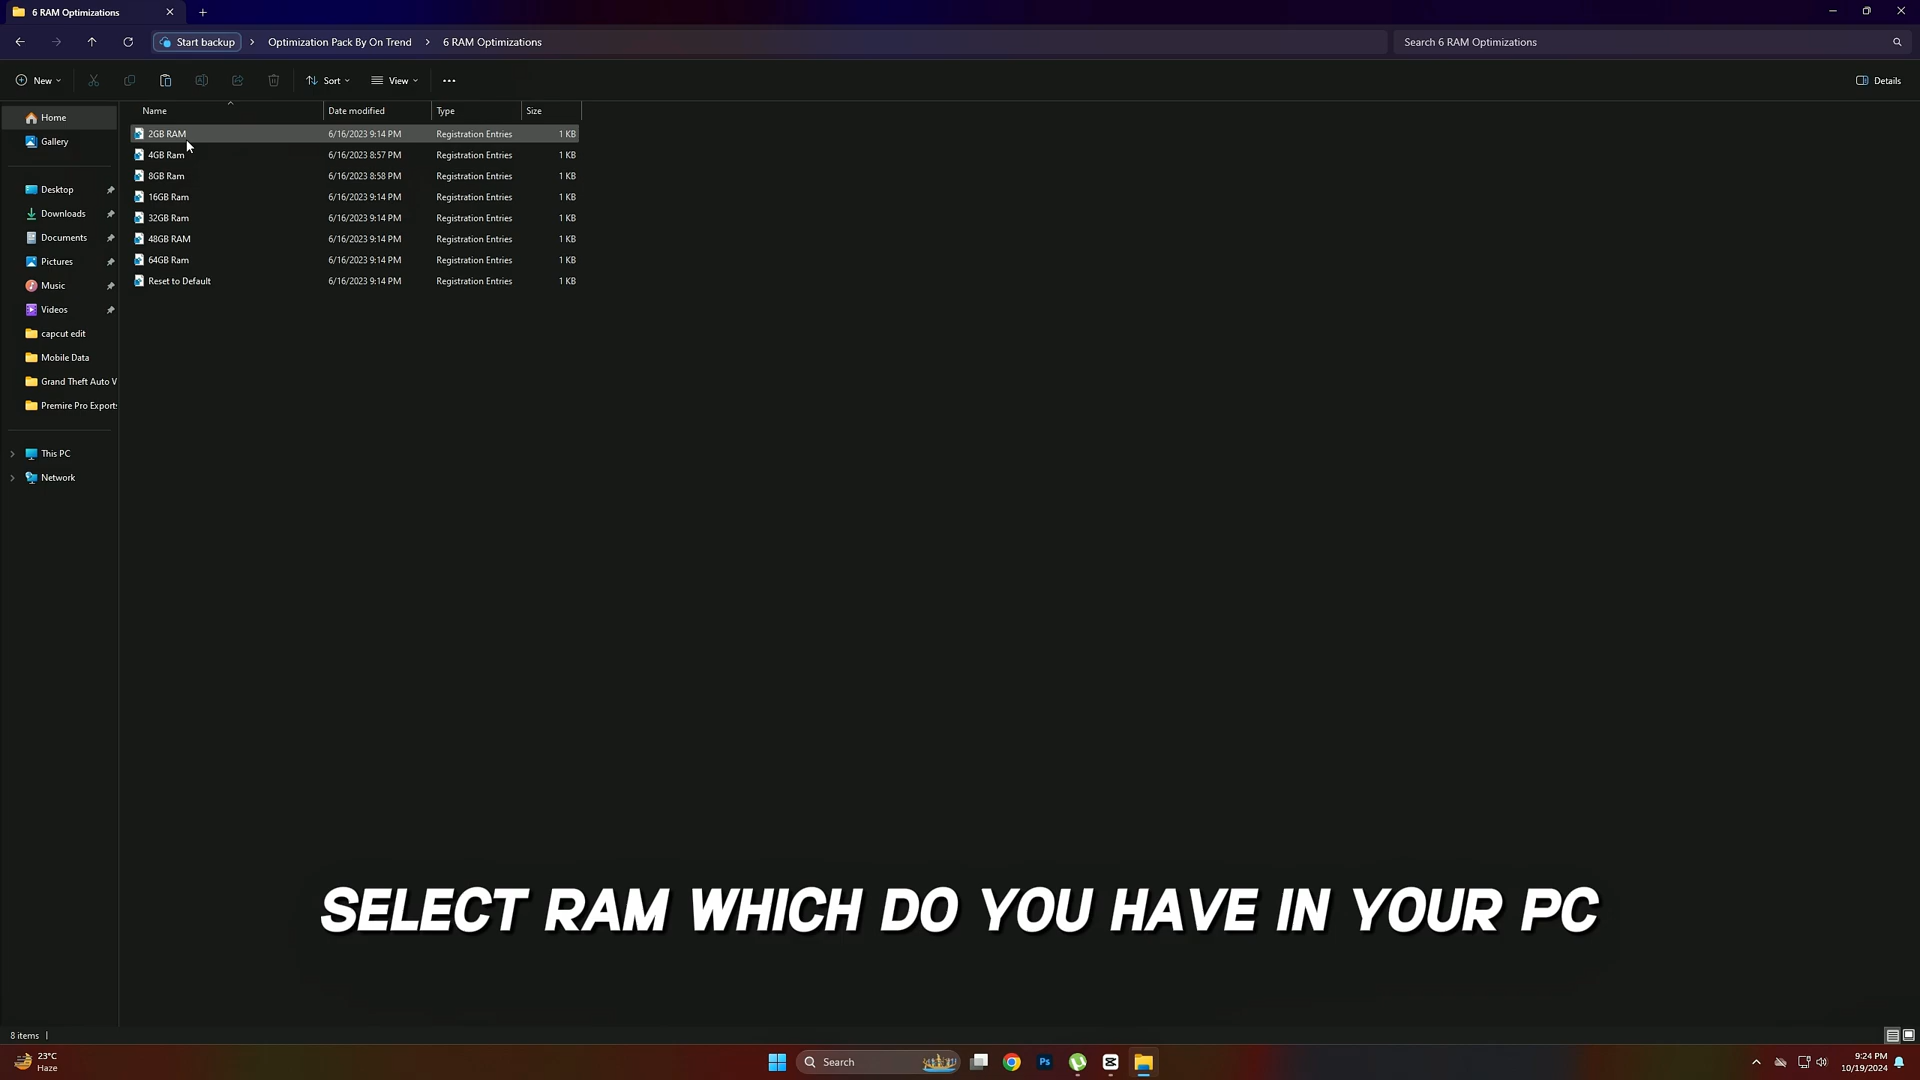 6 RAM Optimizations
Start backup > Optimization Pack By On Trend > 6 RAM Optimizations
Search 6 RAM Optimizations
New
Sort
View
Details
Name Date modified Type Size
2GB RAM 6/16/2023 9:14 PM Registration Entries 1 KB
4GB Ram 6/16/2023 8:57 PM Registration Entries 1 KB
8GB Ram 6/16/2023 8:58 PM Registration Entries 1 KB
16GB Ram 6/16/2023 9:14 PM Registration Entries 1 KB
32GB Ram 6/16/2023 9:14 PM Registration Entries 1 KB
48GB RAM 6/16/2023 9:14 PM Registration Entries 1 KB
64GB Ram 6/16/2023 9:14 PM Registration Entries 1 KB
Reset to Default 6/16/2023 9:14 PM Registration Entries 1 KB
Home
Gallery
Desktop
Downloads
Documents
Pictures
Music
Videos
capcut edit
Mobile Data
Grand Theft Auto V
Premire Pro Exports
This PC
Network
SELECT RAM WHICH DO YOU HAVE IN YOUR PC
8 items
23°C
Haze
Search
Ps
9:24 PM
10/19/2024